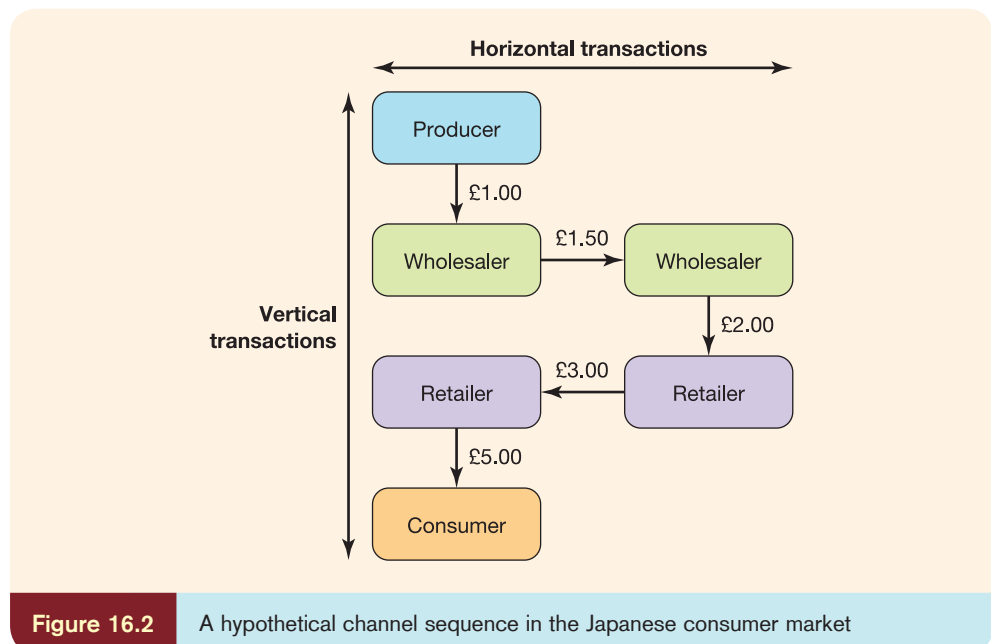 Horizontal transactions
Producer
£1.00
Wholesaler
£1.50
Wholesaler
Vertical
transactions
£2.00
Retailer
£3.00
Retailer
£5.00
Consumer
Figure 16.2
A hypothetical channel sequence in the Japanese consumer market